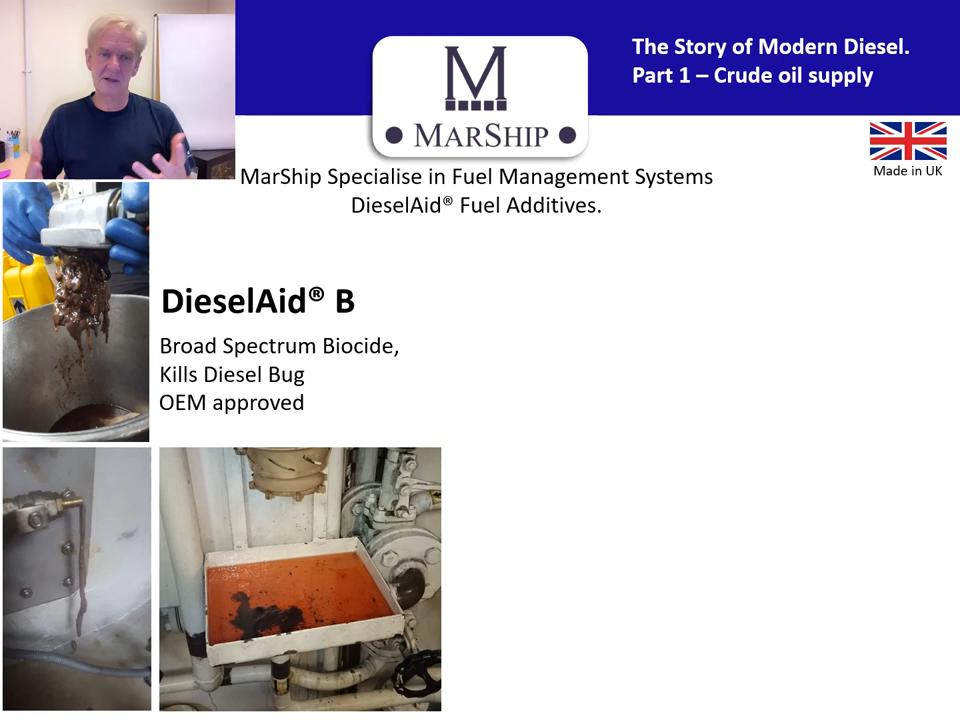 The Story of Modern Diesel.
Part 1 – Crude oil supply
M
MARSHIP
Made in UK
MarShip Specialise in Fuel Management Systems
DieselAid® Fuel Additives.
DieselAid® B
Broad Spectrum Biocide,
Kills Diesel Bug
OEM approved